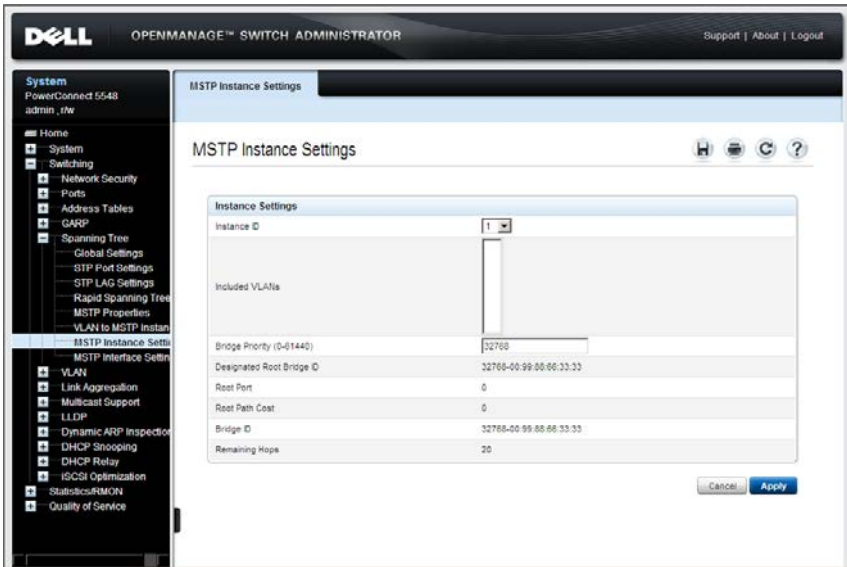 DELL
OPENMANAGE™ SWITCH ADMINISTRATOR
Support | About | Logout
System
PowerConnect 5548
admin , r/w
Home
System
Switching
Network Security
Ports
Address Tables
GARP
Spanning Tree
Global Settings
STP Port Settings
STP LAG Settings
Rapid Spanning Tree
MSTP Properties
VLAN to MSTP Instan
MSTP Instance Setti
MSTP Interface Settin
VLAN
Link Aggregation
Multicast Support
LLDP
Dynamic ARP Inspection
DHCP Snooping
DHCP Relay
iSCSI Optimization
Statistics/RMON
Quality of Service
MSTP Instance Settings
MSTP Instance Settings
C ?
Instance Settings
Instance ID 1
Included VLANs
Bridge Priority (0-61440) 32768
Designated Root Bridge ID 32768-00:99:88:66:33:33
Root Port 0
Root Path Cost 0
Bridge ID 32768-00:99:88:66:33:33
Remaining Hops 20
Cancel Apply